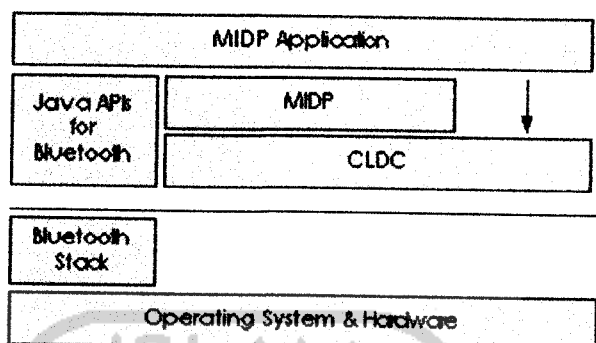 MIDP Application
Java APIs
for
Bluetooth
MIDP
CLDC
Bluetooth
Stack
Operating System & Hardware